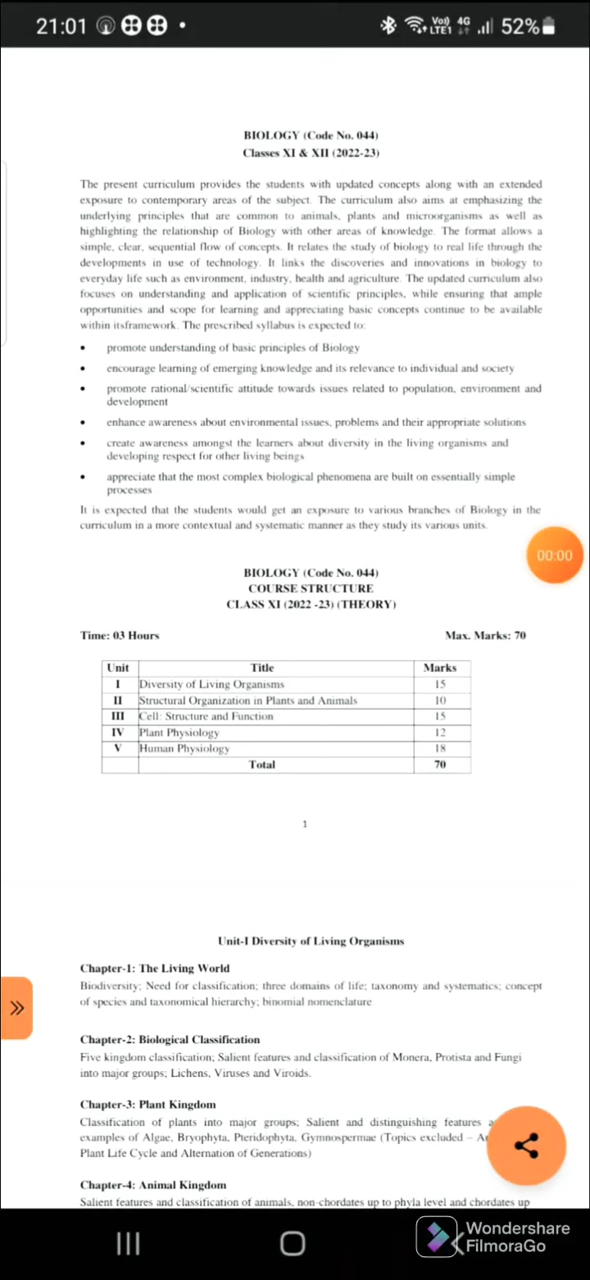 21:01
Vo)) 4G
LTE1
52%
BIOLOGY (Code No. 044)
Classes XI & XII (2022-23)
The present curriculum provides the students with updated concepts along with an extended
exposure to contemporary areas of the subject. The curriculum also aims at emphasizing the
underlying principles that are common to animals, plants and microorganisms as well as
highlighting the relationship of Biology with other areas of knowledge. The format allows a
simple, clear, sequential flow of concepts. It relates the study of biology to real life through the
developments in use of technology. It links the discoveries and innovations in biology to
everyday life such as environment, industry, health and agriculture. The updated curriculum also
focuses on understanding and application of scientific principles, while ensuring that ample
opportunities and scope for learning and appreciating basic concepts continue to be available
within itsframework. The prescribed syllabus is expected to:
• promote understanding of basic principles of Biology
• encourage learning of emerging knowledge and its relevance to individual and society
• promote rational/scientific attitude towards issues related to population, environment and
development
• enhance awareness about environmental issues, problems and their appropriate solutions
• create awareness amongst the learners about diversity in the living organisms and
developing respect for other living beings
• appreciate that the most complex biological phenomena are built on essentially simple
processes
It is expected that the students would get an exposure to various branches of Biology in the
curriculum in a more contextual and systematic manner as they study its various units.
00:00
BIOLOGY (Code No. 044)
COURSE STRUCTURE
CLASS XI (2022 -23) (THEORY)
Time: 03 Hours Max. Marks: 70
Unit Title Marks
I Diversity of Living Organisms 15
II Structural Organization in Plants and Animals 10
III Cell: Structure and Function 15
IV Plant Physiology 12
V Human Physiology 18
Total 70
1
Unit-I Diversity of Living Organisms
Chapter-1: The Living World
Biodiversity; Need for classification; three domains of life; taxonomy and systematics; concept
of species and taxonomical hierarchy; binomial nomenclature
Chapter-2: Biological Classification
Five kingdom classification; Salient features and classification of Monera, Protista and Fungi
into major groups; Lichens, Viruses and Viroids.
Chapter-3: Plant Kingdom
Classification of plants into major groups; Salient and distinguishing features
examples of Algae, Bryophyta, Pteridophyta, Gymnospermae (Topics excluded –
Plant Life Cycle and Alternation of Generations)
Chapter-4: Animal Kingdom
Salient features and classification of animals, non-chordates up to phyla level and chordates up
Wondershare
FilmoraGo